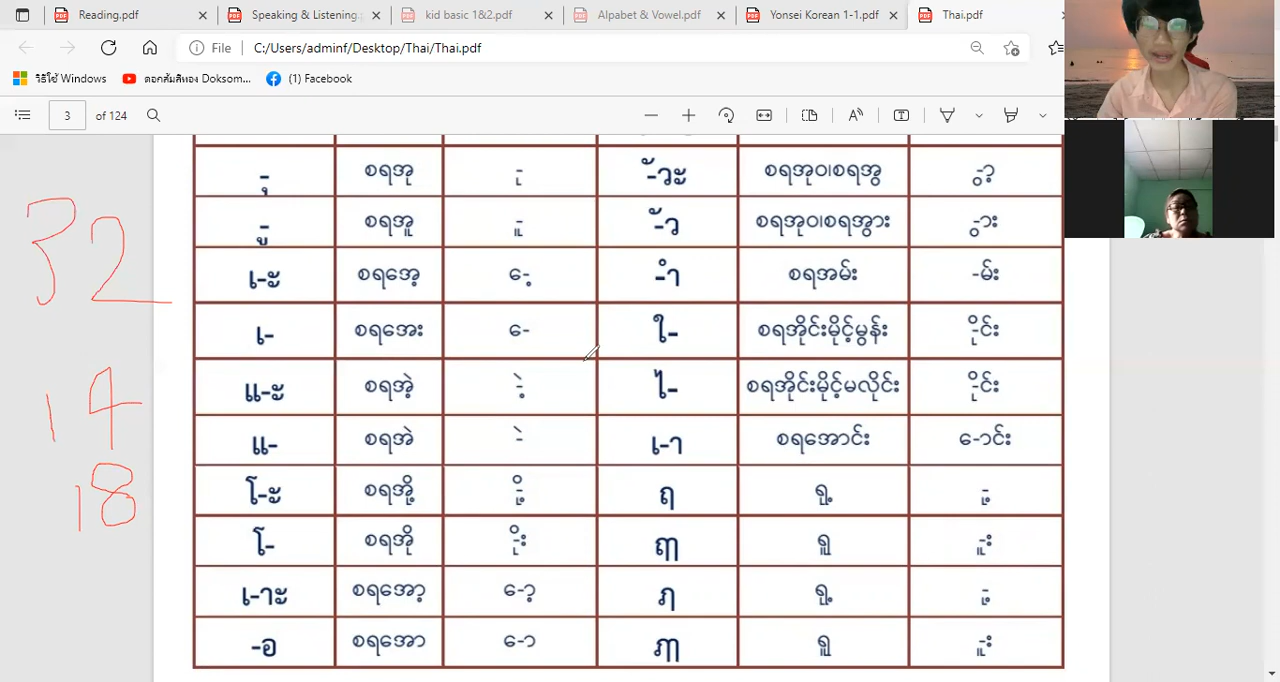 Reading.pdf Speaking & Listening. kid basic 1&2.pdf Alpabet & Vowel.pdf Yonsei Korean 1-1.pdf Thai.pdf
File C:/Users/adminf/Desktop/Thai/Thai.pdf
วิธีใช้ Windows ดอกส้มสีทอง Doksom... (1) Facebook
3 of 124
-ุ စရအု -ု -ัวะ စရအုဝ၊စရအွ -ွာ့
-ู စရအူ -ူ -ัว စရအုဝ၊စရအွား -ွား
เ-ะ စရအေ့ ေ-့ -ำ စရအမ်း -မ်း
เ- စရအေး ေ- ใ- စရအိုင်းမိုင့်မွန်း -ိုင်း
แ-ะ စရအဲ့ -ဲ့ ไ- စရအိုင်းမိုင့်မလိုင်း -ိုင်း
แ- စရအဲ -ဲ เ-า စရအောင်း ေ-ာင်း
โ-ะ စရအို့ -ို့ ฤ ရု့ -ု့
โ- စရအို -ိုး ฤๅ ရူ -ူး
เ-าะ စရအော့ ေ-ာ့ ฦ ရု့ -ု့
-อ စရအော ေ-ာ ฦๅ ရူ -ူး
32
14
18